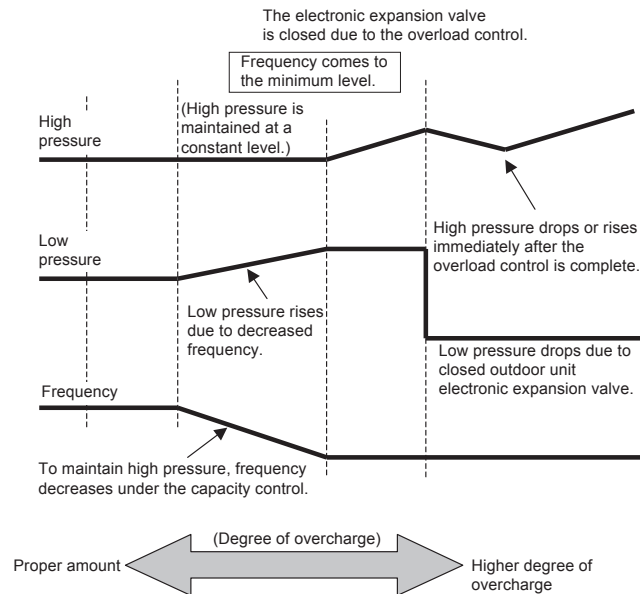 The electronic expansion valve
is closed due to the overload control.
Frequency comes to
the minimum level.
(High pressure is
maintained at a
constant level.)
High
pressure
High pressure drops or rises
immediately after the
overload control is complete.
Low
pressure
Low pressure rises
due to decreased
frequency.
Low pressure drops due to
closed outdoor unit
electronic expansion valve.
Frequency
To maintain high pressure, frequency
decreases under the capacity control.
(Degree of overcharge)
Proper amount
Higher degree of
overcharge